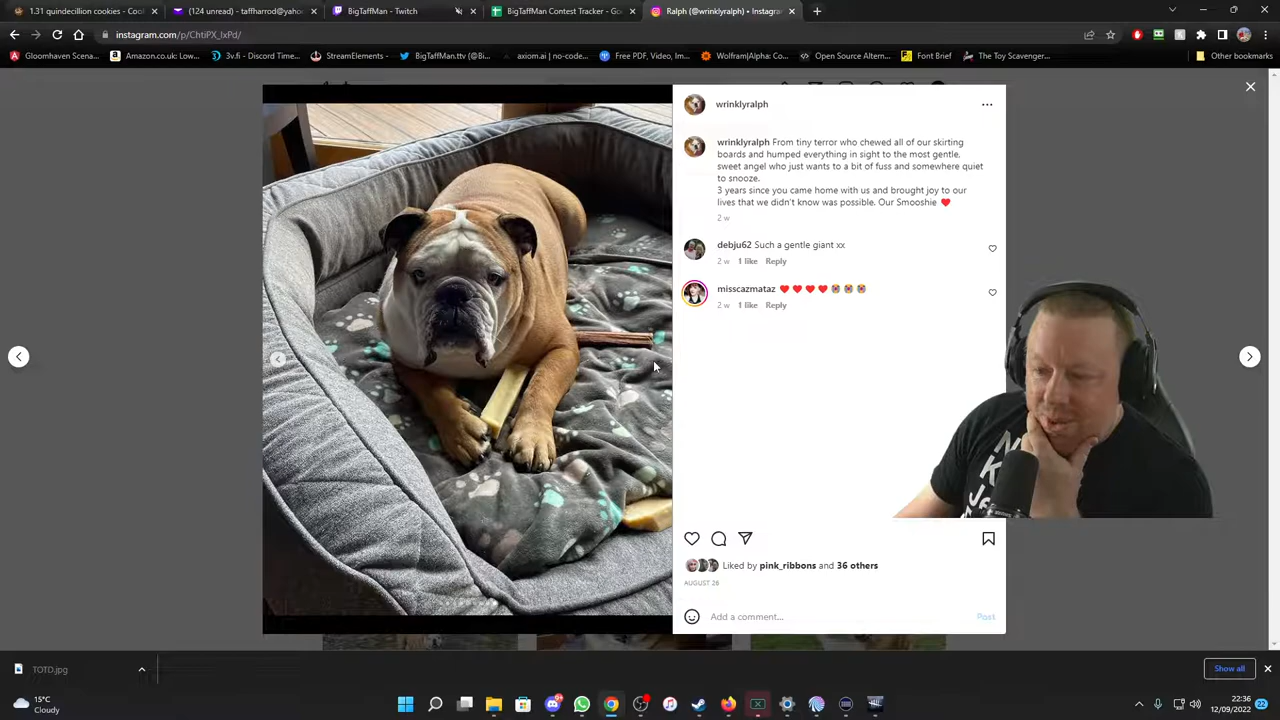 1.31 quindecillion cookies - Co
(124 unread) - tafharrod@yahoo
BigTaffMan - Twitch
BigTaffMan Contest Tracker - Go
Ralph (@wrinklyralph) • Instagram
instagram.com/p/ChtiPX_IxPd/
Gloomhaven Scena...
Amazon.co.uk: Low...
3v.fi - Discord Time...
StreamElements -
BigTaffMan.ttv (@Bi...
axiom.ai | no-code...
Free PDF, Video, Im...
Wolfram|Alpha: Co...
Open Source Altern...
Font Brief
The Toy Scavenger...
Other bookmarks
wrinklyralph
wrinklyralph From tiny terror who chewed all of our skirting
boards and humped everything in sight to the most gentle,
sweet angel who just wants to a bit of fuss and somewhere quiet
to snooze.
3 years since you came home with us and brought joy to our
lives that we didn't know was possible. Our Smooshie ❤️
2 w
debju62 Such a gentle giant xx
2 w 1 like Reply
misscazmataz ❤️❤️❤️❤️
2 w 1 like Reply
Liked by pink_ribbons and 36 others
AUGUST 26
Add a comment...
Post
TOTD.jpg
Show all
15°C
Cloudy
22:36
12/09/2022